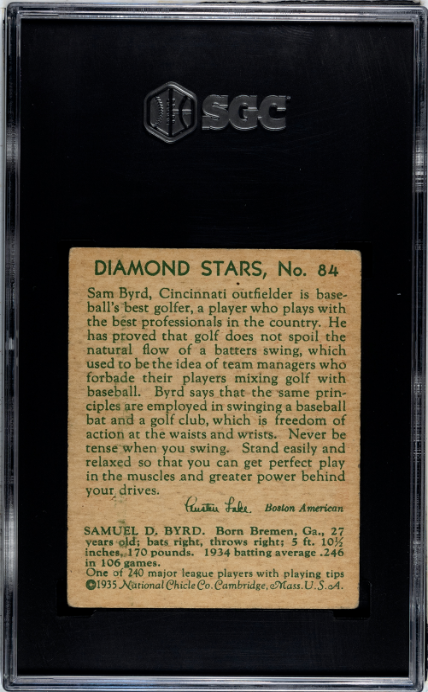 SGC
DIAMOND STARS, No. 84
Sam Byrd, Cincinnati outfielder is base-
ball's best golfer, a player who plays with
the best professionals in the country. He
has proved that golf does not spoil the
natural flow of a batters swing, which
used to be the idea of team managers who
forbade their players mixing golf with
baseball. Byrd says that the same prin-
ciples are employed in swinging a baseball
bat and a golf club, which is freedom of
action at the waists and wrists. Never be
tense when you swing. Stand easily and
relaxed so that you can get perfect play
in the muscles and greater power behind
your drives.
Austen Lake Boston American
SAMUEL D. BYRD. Born Bremen, Ga., 27
years old; bats right, throws right; 5 ft. 10½
inches, 170 pounds. 1934 batting average .246
in 106 games.
One of 240 major league players with playing tips
©1935 National Chicle Co. Cambridge, Mass. U.S.A.